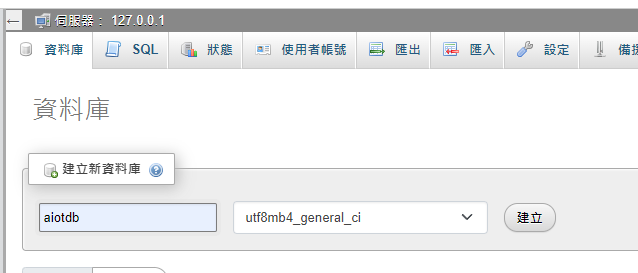 伺服器： 127.0.0.1
資料庫 SQL 狀態 使用者帳號 匯出 匯入 設定
資料庫
建立新資料庫
aiotdb utf8mb4_general_ci 建立